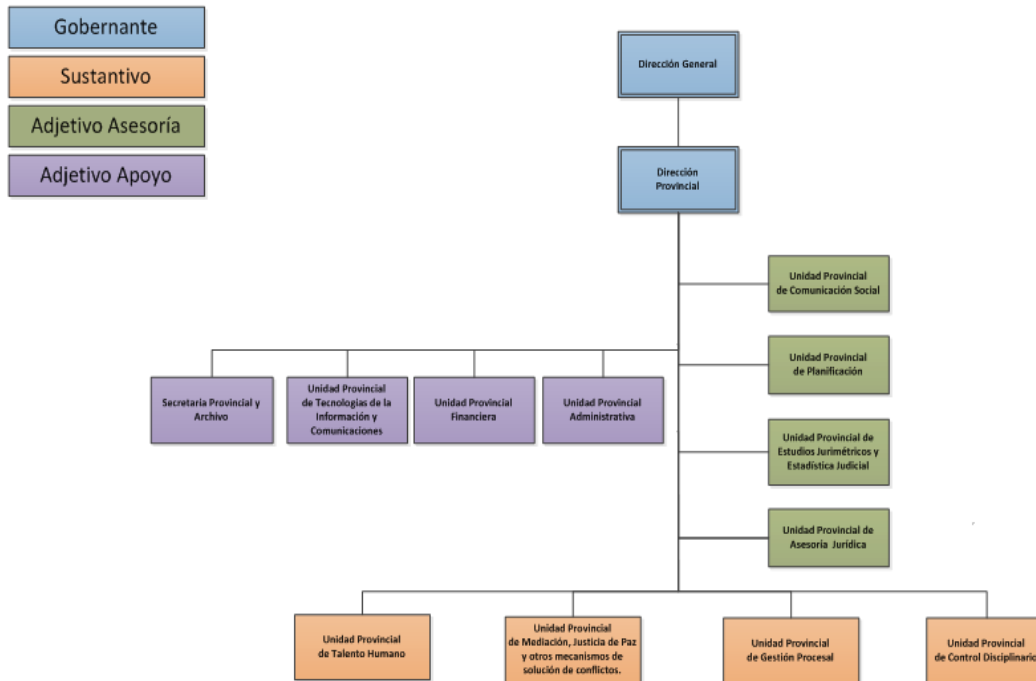 Gobernante
Sustantivo
Adjetivo Asesoría
Adjetivo Apoyo
Dirección General
Dirección
Provincial
Unidad Provincial
de Comunicación Social
Unidad Provincial
de Planificación
Secretaria Provincial y
Archivo
Unidad Provincial
de Tecnologías de la
Información y
Comunicaciones
Unidad Provincial
Financiera
Unidad Provincial
Administrativa
Unidad Provincial de
Estudios Jurimétricos y
Estadística Judicial
Unidad Provincial de
Asesoría Jurídica
Unidad Provincial
de Talento Humano
Unidad Provincial
de Mediación, Justicia de Paz
y otros mecanismos de
solución de conflictos.
Unidad Provincial
de Gestión Procesal
Unidad Provincial
de Control Disciplinario